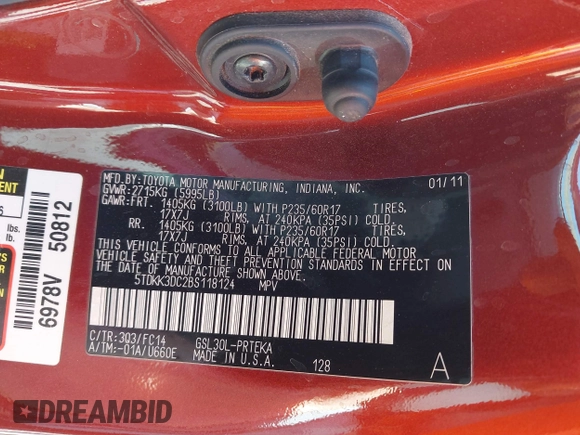 MFD.BY:TOYOTA MOTOR MANUFACTURING, INDIANA, INC. 01/11
GVWR:2715KG (5995LB)
GAWR:FRT. 1405KG (3100LB) WITH P235/60R17 TIRES,
17X7J RIMS, AT 240KPA (35PSI) COLD.
RR. 1405KG (3100LB) WITH P235/60R17 TIRES,
17X7J RIMS, AT 240KPA (35PSI) COLD.
THIS VEHICLE CONFORMS TO ALL APPLICABLE FEDERAL MOTOR
VEHICLE SAFETY AND THEFT PREVENTION STANDARDS IN EFFECT
ON THE DATE OF MANUFACTURE SHOWN ABOVE.
5TDKK3DC2BS118124 MPV
C/TR:3Q3/FC14 GSL30L-PRTEKA
A/TM:-01A/U660E MADE IN U.S.A.
128 A
6978V 50812
lbs.
lb.
DREAMBID